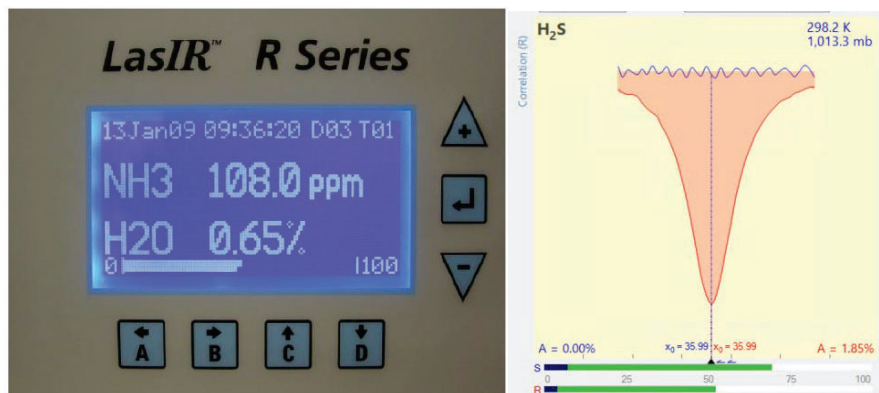 LasIR™ R Series
13Jan09 09:36:20 D03 T01
NH3 108.0 ppm
H2O 0.65%
0 100
+
-
A B C D
H₂S
298.2 K
1,013.3 mb
Correlation (R)
A = 0.00% x₀ = 35.99 x₀ = 35.99 A = 1.85%
S
0 25 50 75 100
R